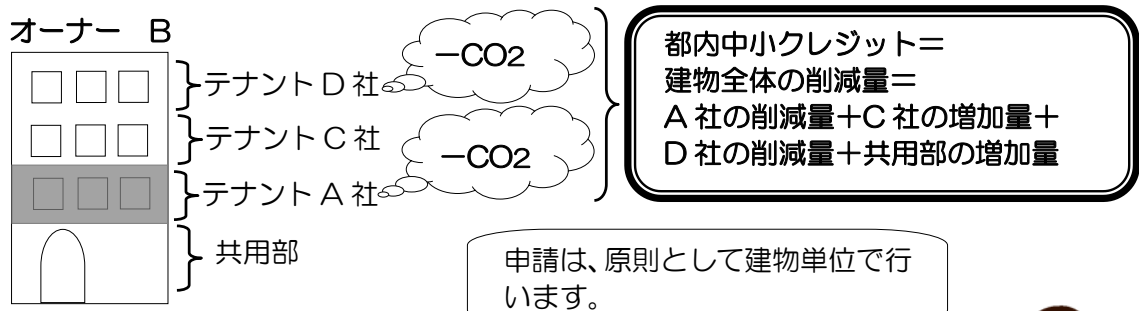 オーナー B
テナントD社
テナントC社
テナントA社
共用部
－CO2
－CO2
都内中小クレジット＝
建物全体の削減量＝
A社の削減量＋C社の増加量＋
D社の削減量＋共用部の増加量
申請は、原則として建物単位で行
います。